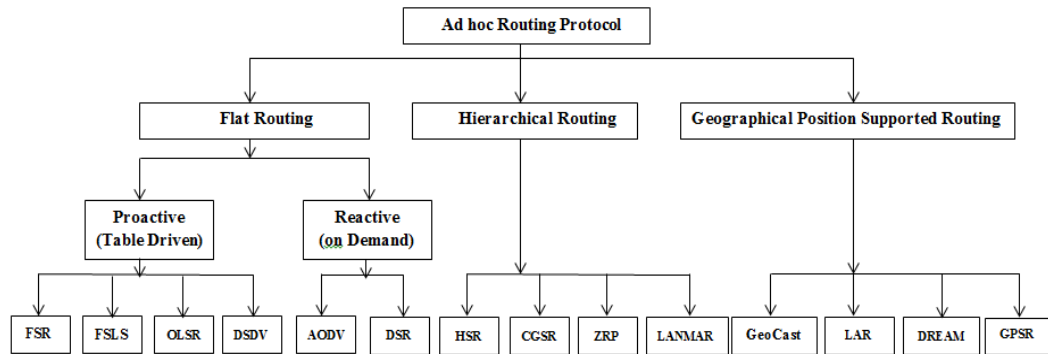 Ad hoc Routing Protocol
Flat Routing
Hierarchical Routing
Geographical Position Supported Routing
Proactive
(Table Driven)
Reactive
(on Demand)
FSR
FSLS
OLSR
DSDV
AODV
DSR
HSR
CGSR
ZRP
LANMAR
GeoCast
LAR
DREAM
GPSR